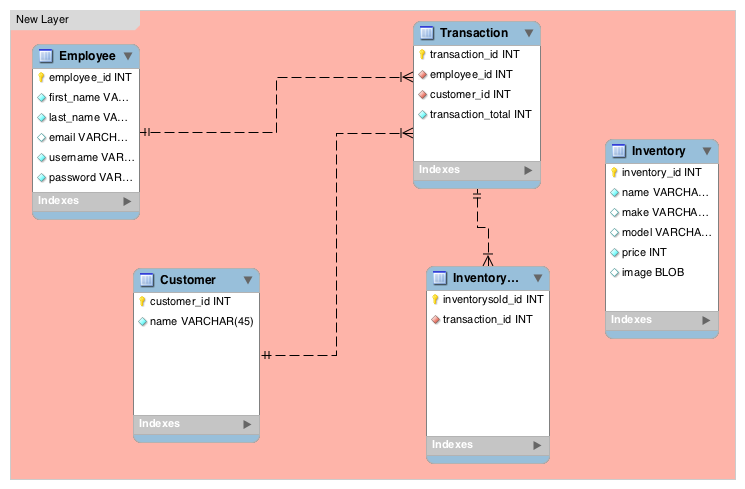 New Layer
Employee
employee_id INT
first_name VA...
last_name VA...
email VARCH...
username VAR...
password VAR...
Indexes
Transaction
transaction_id INT
employee_id INT
customer_id INT
transaction_total INT
Indexes
Inventory
inventory_id INT
name VARCHA...
make VARCHA...
model VARCHA...
price INT
image BLOB
Indexes
Customer
customer_id INT
name VARCHAR(45)
Indexes
Inventory...
inventorysold_id INT
transaction_id INT
Indexes